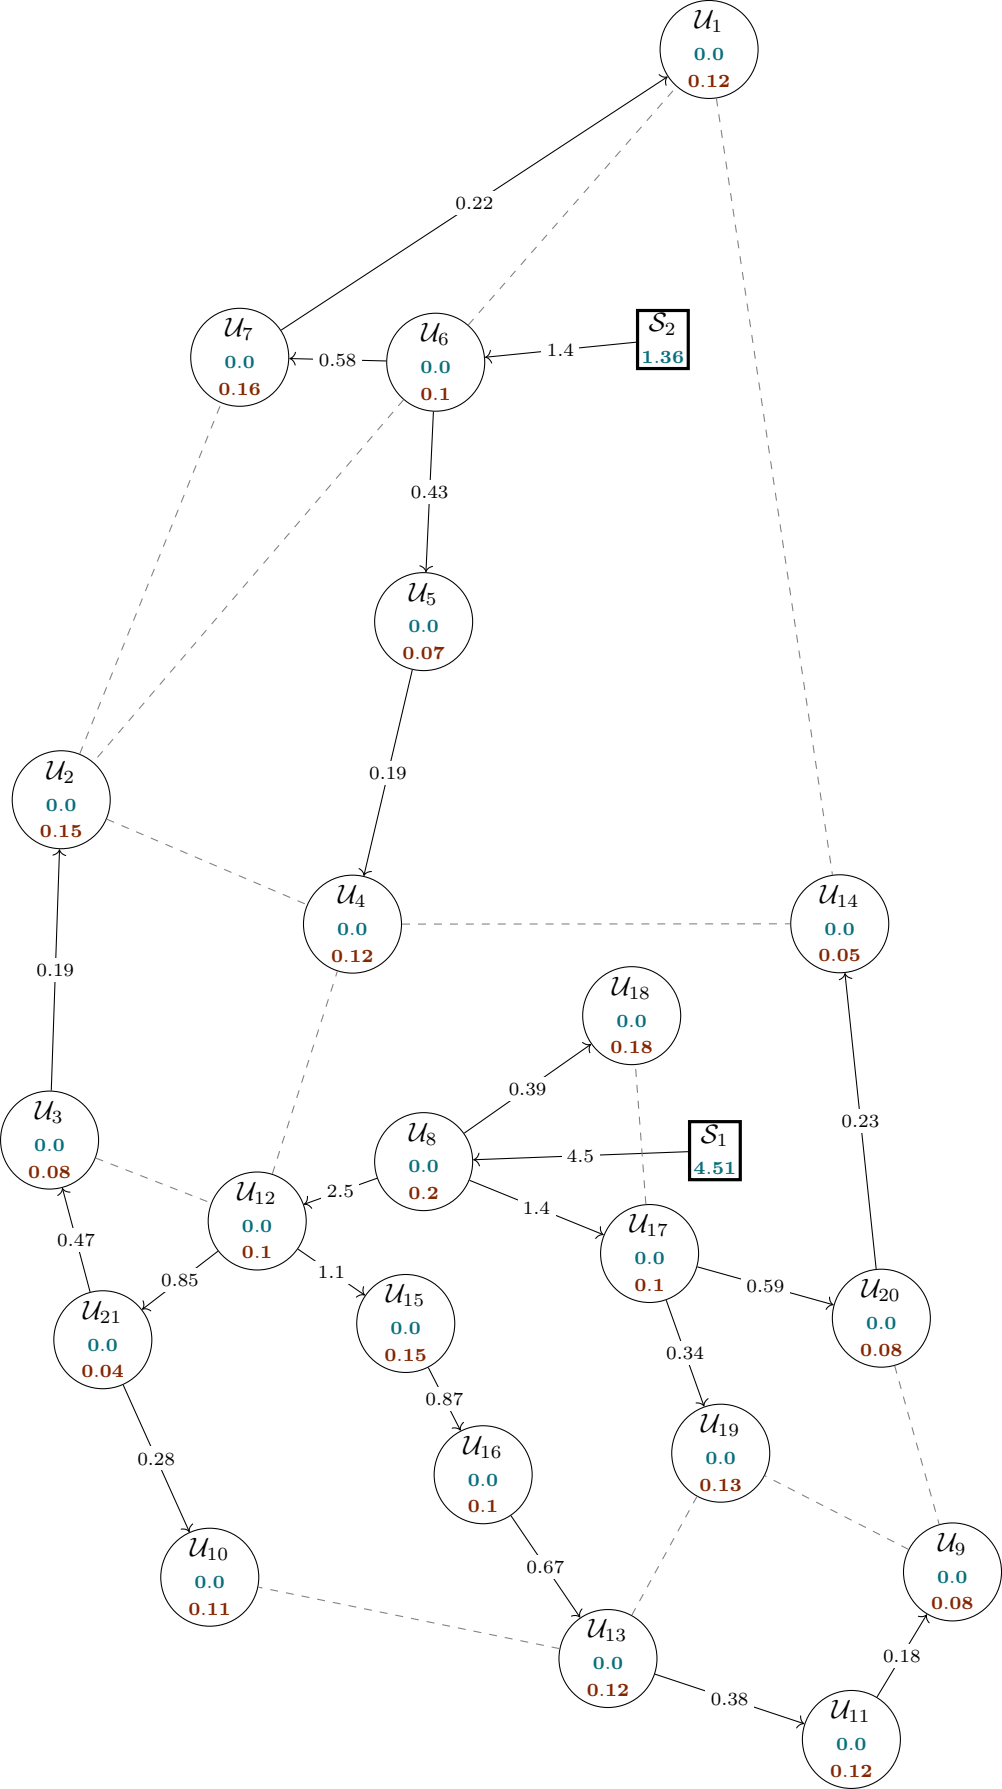 𝒰₁
0.0
0.12
0.22
𝒰₇
0.0
0.16
0.58
𝒰₆
0.0
0.1
1.4
𝒮₂
1.36
0.43
𝒰₅
0.0
0.07
0.19
𝒰₂
0.0
0.15
𝒰₄
0.0
0.12
𝒰₁₄
0.0
0.05
0.19
𝒰₁₈
0.0
0.18
0.39
0.23
𝒰₃
0.0
0.08
𝒰₈
0.0
0.2
4.5
𝒮₁
4.51
2.5
1.4
𝒰₁₂
0.0
0.1
𝒰₁₇
0.0
0.1
0.47
0.85
1.1
0.59
𝒰₂₁
0.0
0.04
𝒰₁₅
0.0
0.15
𝒰₂₀
0.0
0.08
0.34
0.87
0.28
𝒰₁₆
0.0
0.1
𝒰₁₉
0.0
0.13
𝒰₁₀
0.0
0.11
0.67
𝒰₉
0.0
0.08
𝒰₁₃
0.0
0.12
0.18
0.38
𝒰₁₁
0.0
0.12